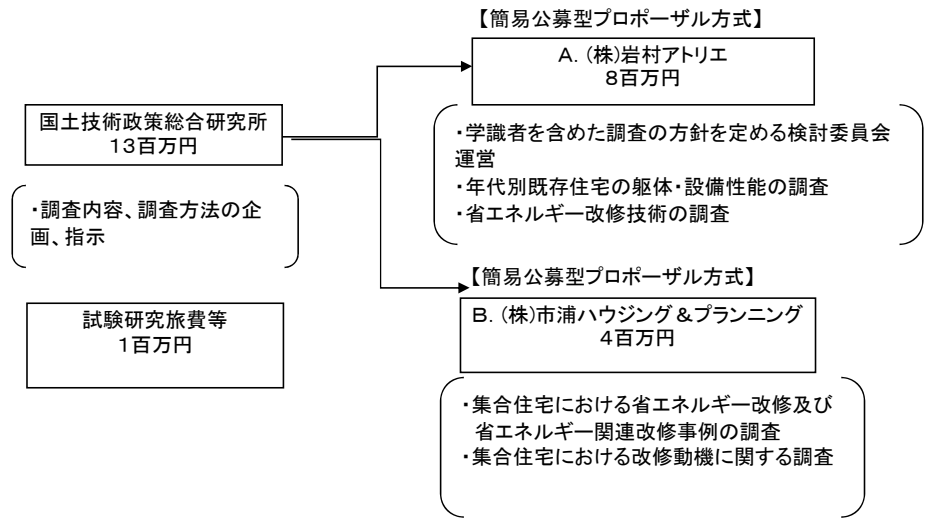 【簡易公募型プロポーザル方式】
A. (株)岩村アトリエ
8百万円
国土技術政策総合研究所
13百万円
・学識者を含めた調査の方針を定める検討委員会
運営
・年代別既存住宅の躯体・設備性能の調査
・省エネルギー改修技術の調査
・調査内容、調査方法の企
画、指示
【簡易公募型プロポーザル方式】
B. (株)市浦ハウジング&プランニング
4百万円
試験研究旅費等
1百万円
・集合住宅における省エネルギー改修及び
省エネルギー関連改修事例の調査
・集合住宅における改修動機に関する調査